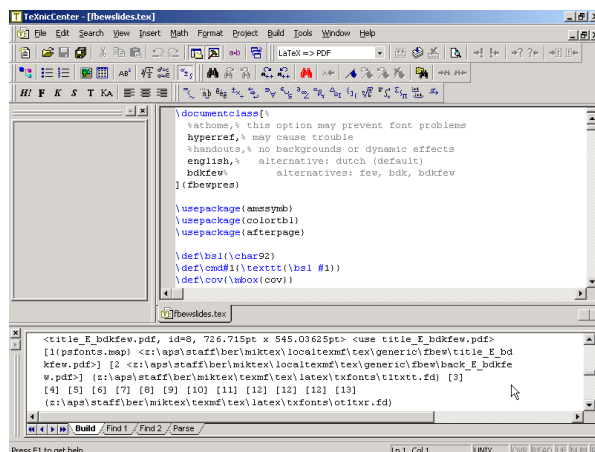 TeXnicCenter - [fbewslides.tex]
File Edit Search View Insert Math Format Project Build Tools Window Help
LaTeX => PDF
\documentclass[%
%athome,% this option may prevent font problems
hyperref,% may cause trouble
%handouts,% no backgrounds or dynamic effects
english,% alternative: dutch (default)
bdkfew% alternatives: few, bdk, bdkfew
]{fbewpres}
\usepackage{amssymb}
\usepackage{colortbl}
\usepackage{afterpage}
\def\bsl{\char92}
\def\cmd#1{\texttt{\bsl #1}}
\def\cov{\mbox{cov}}
fbewslides.tex
<title_E_bdkfew.pdf, id=8, 726.715pt x 545.03625pt> <use title_E_bdkfew.pdf>
[1{psfonts.map} <z:\aps\staff\ber\miktex\localtexmf\tex\generic\fbew\title_E_bd
kfew.pdf>] [2 <z:\aps\staff\ber\miktex\localtexmf\tex\generic\fbew\back_E_bdkfe
w.pdf>] (z:\aps\staff\ber\miktex\texmf\tex\latex\txfonts\t1txtt.fd) [3]
[4] [5] [6] [7] [8] [9] [10] [11] [12] [12] [12] [13]
(z:\aps\staff\ber\miktex\texmf\tex\latex\txfonts\ot1txr.fd)
Build Find 1 Find 2 Parse
Press F1 to get help Ln 1, Col 1 UNIX OVR READ LF NUM